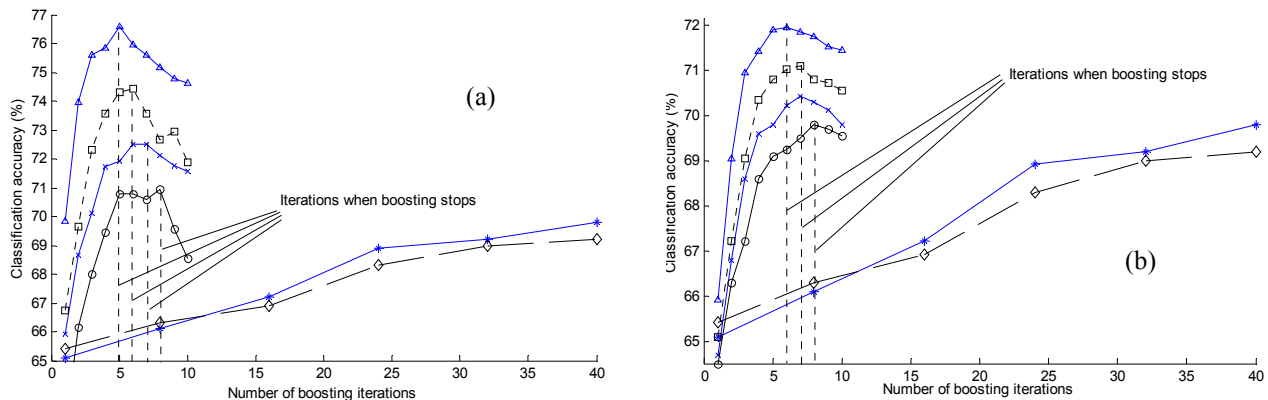 77
76
75
74
73
72
71
70
69
68
67
66
65
Classification accuracy (%)
(a)
Iterations when boosting stops
0 5 10 15 20 25 30 35 40
Number of boosting iterations
72
71
70
69
68
67
66
65
Classification accuracy (%)
Iterations when boosting stops
(b)
0 5 10 15 20 25 30 35 40
Number of boosting iterations